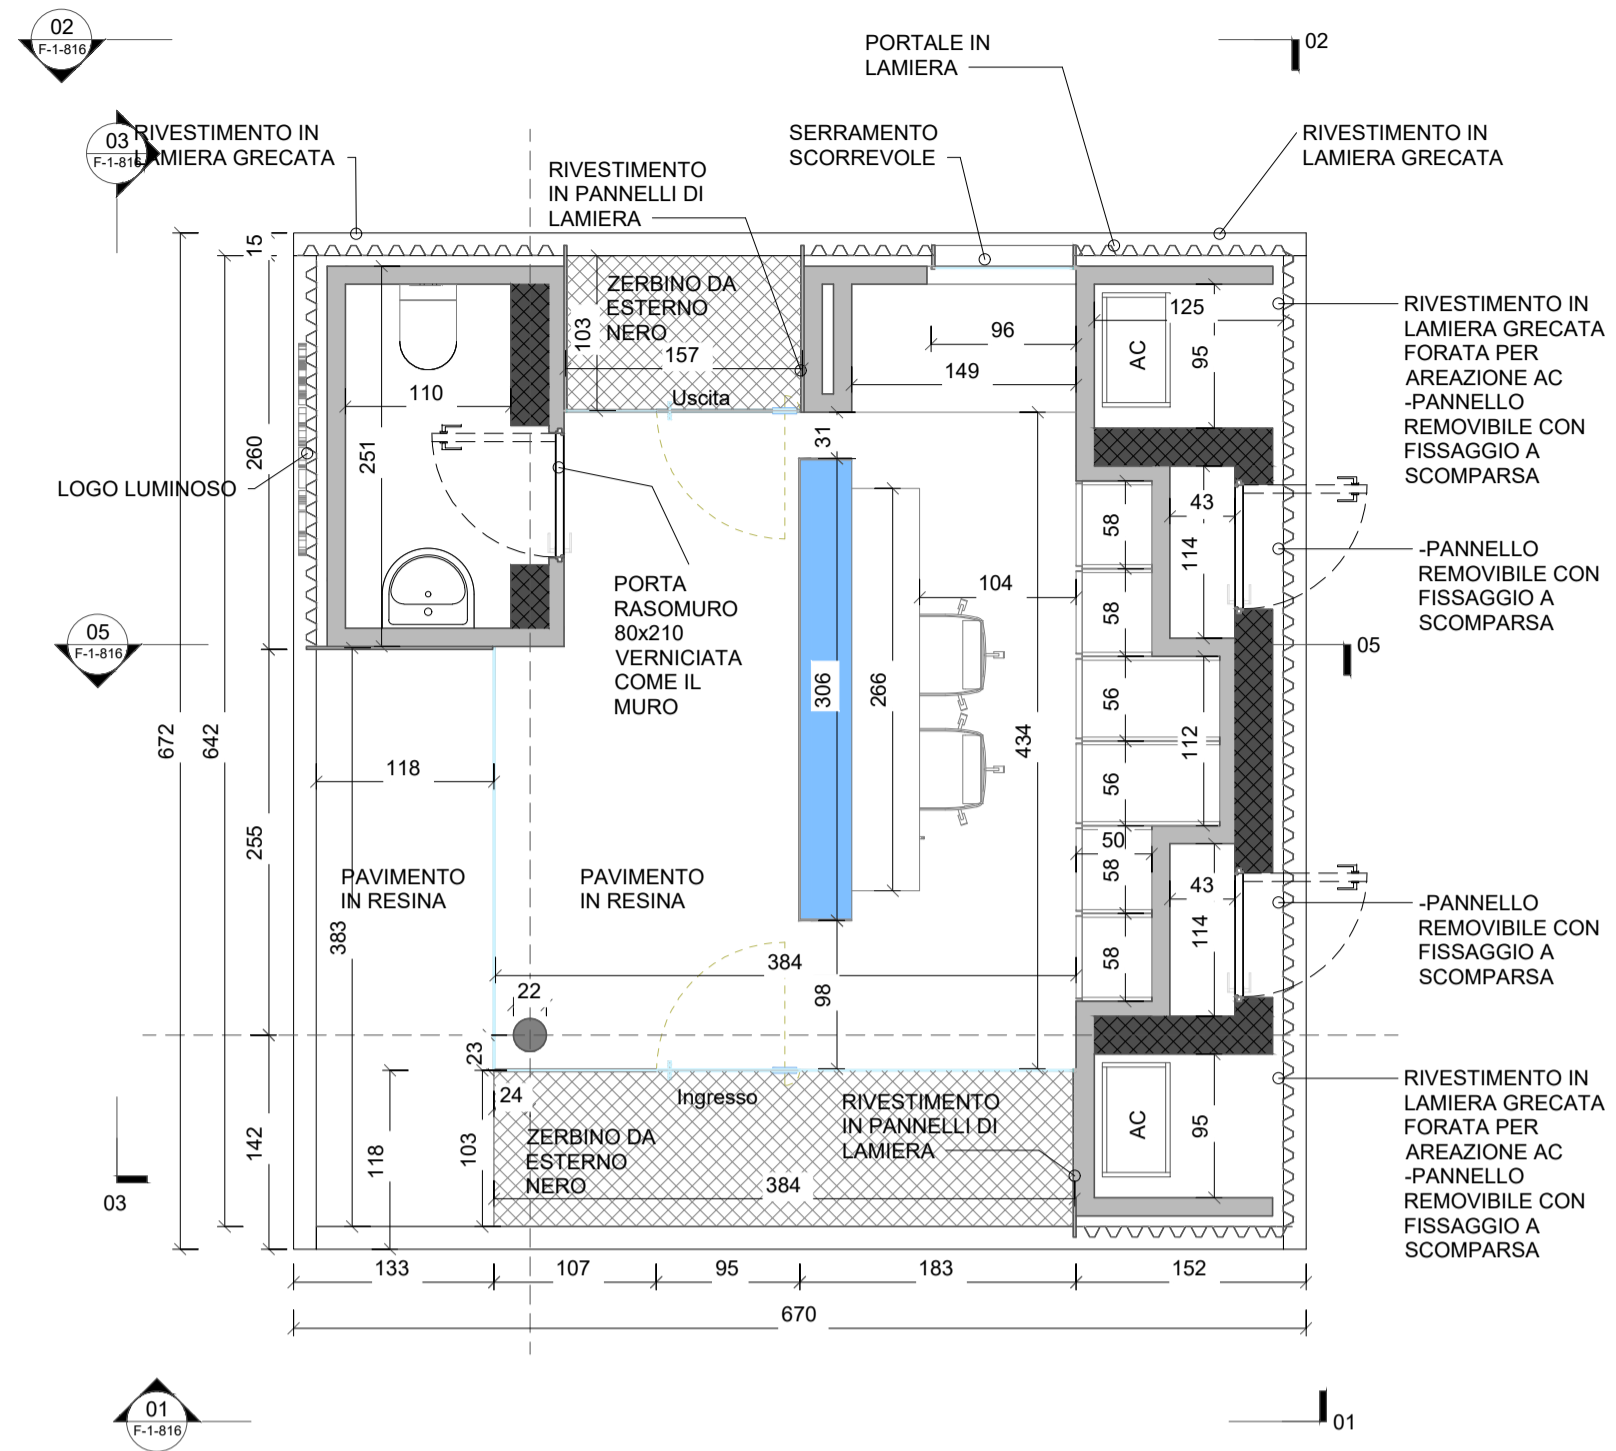 02
F-1-816
02
PORTALE IN
LAMIERA
03
F-1-816
RIVESTIMENTO IN
LAMIERA GRECATA
RIVESTIMENTO
IN PANNELLI DI
LAMIERA
SERRAMENTO
SCORREVOLE
RIVESTIMENTO IN
LAMIERA GRECATA
15
ZERBINO DA
ESTERNO
NERO
103
157
Uscita
96
149
125
95
AC
RIVESTIMENTO IN
LAMIERA GRECATA
FORATA PER
AREAZIONE AC
-PANNELLO
REMOVIBILE CON
FISSAGGIO A
SCOMPARSA
110
251
260
31
LOGO LUMINOSO
43
58
114
-PANNELLO
REMOVIBILE CON
FISSAGGIO A
SCOMPARSA
PORTA
RASOMURO
80x210
VERNICIATA
COME IL
MURO
104
58
05
F-1-816
05
306
266
434
56
112
56
672
642
118
255
50
58
PAVIMENTO
IN RESINA
PAVIMENTO
IN RESINA
383
43
114
-PANNELLO
REMOVIBILE CON
FISSAGGIO A
SCOMPARSA
58
384
98
22
23
24
Ingresso
ZERBINO DA
ESTERNO
NERO
RIVESTIMENTO
IN PANNELLI DI
LAMIERA
384
AC
95
RIVESTIMENTO IN
LAMIERA GRECATA
FORATA PER
AREAZIONE AC
-PANNELLO
REMOVIBILE CON
FISSAGGIO A
SCOMPARSA
142
118
103
03
133
107
95
183
152
670
01
F-1-816
01